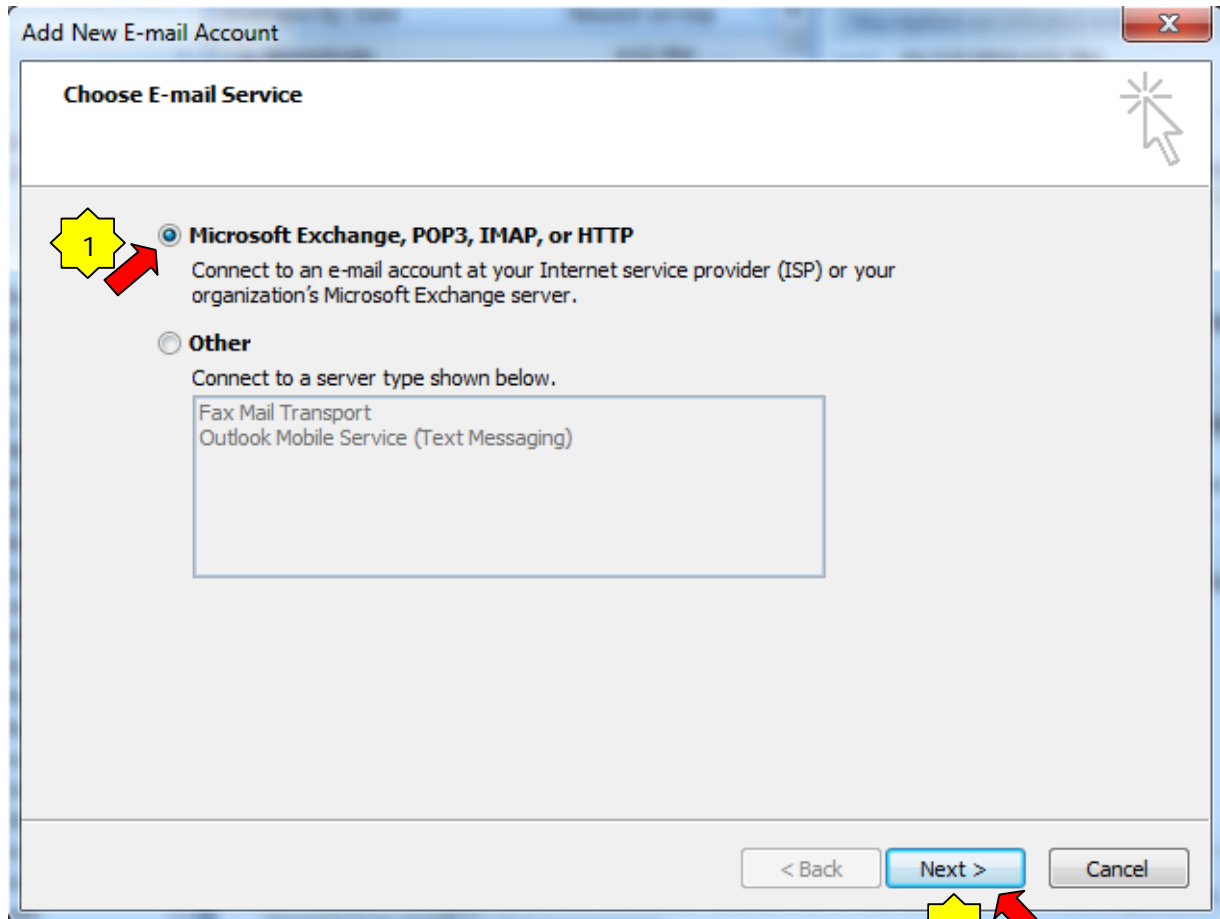 Add New E-mail Account
Choose E-mail Service
1
Microsoft Exchange, POP3, IMAP, or HTTP
Connect to an e-mail account at your Internet service provider (ISP) or your
organization's Microsoft Exchange server.
Other
Connect to a server type shown below.
Fax Mail Transport
Outlook Mobile Service (Text Messaging)
< Back Next > Cancel